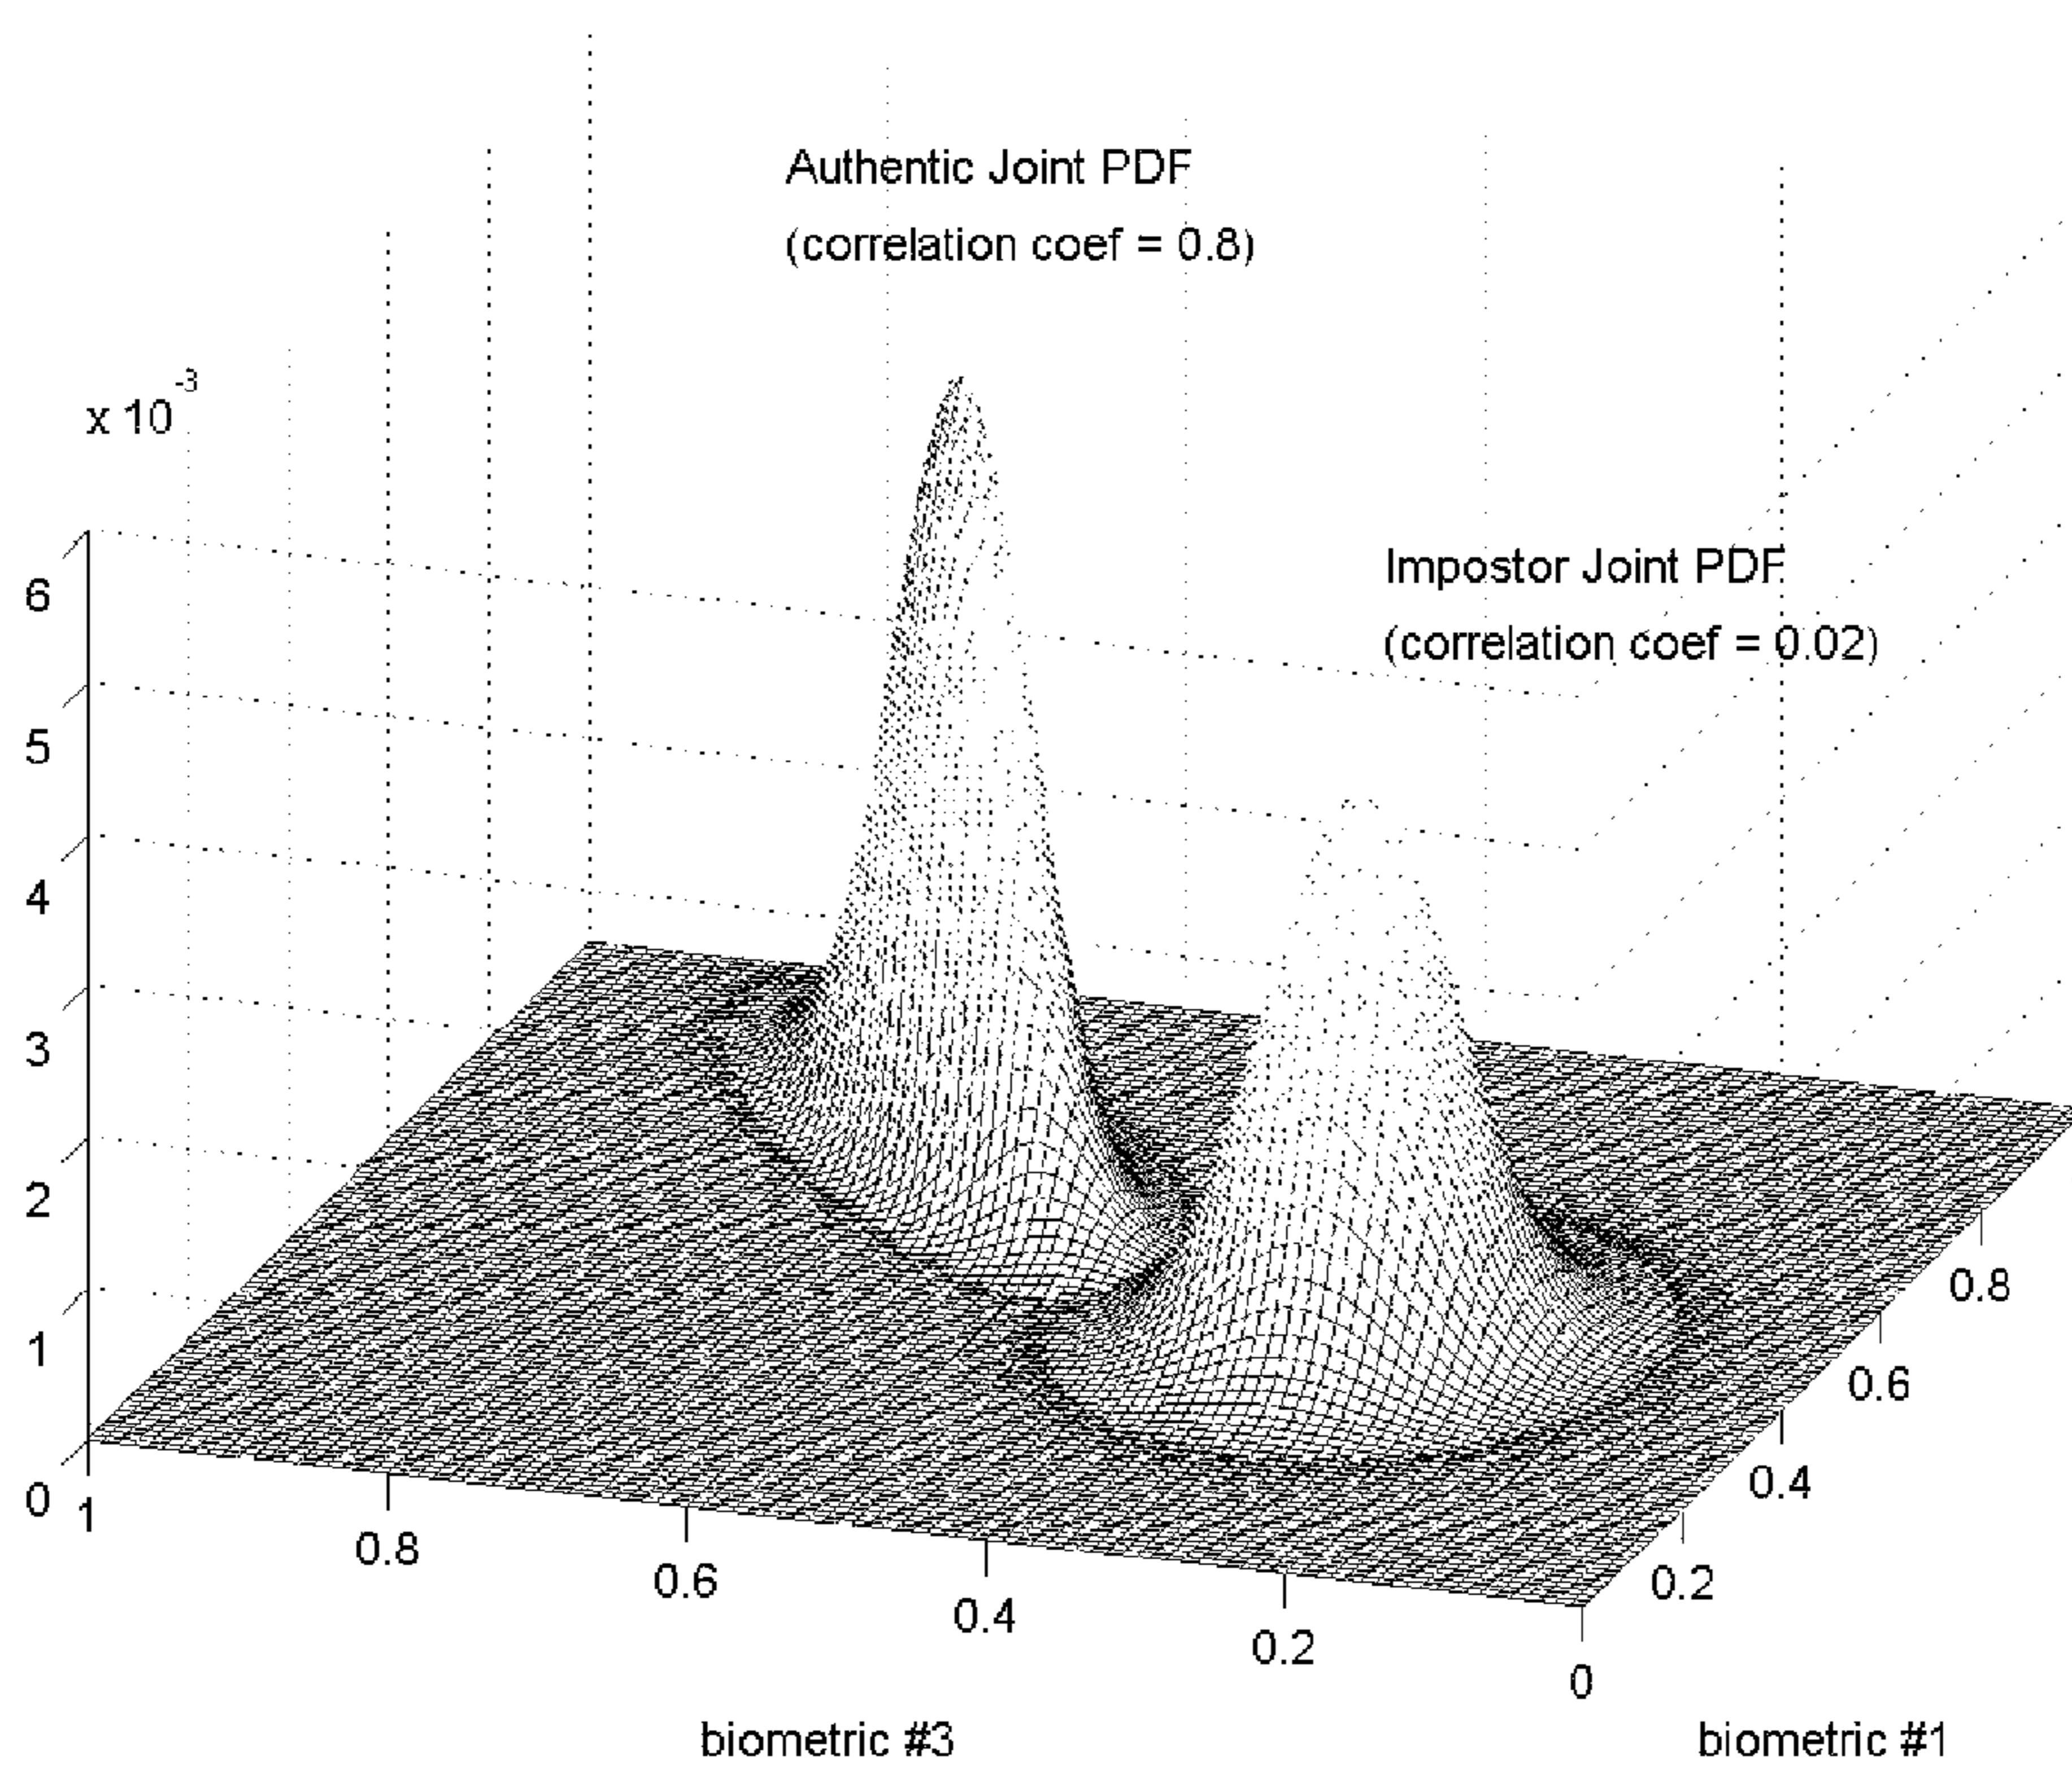 Authentic Joint PDF
(correlation coef = 0.8)
x 10
-3
Impostor Joint PDF
(correlation coef = 0.02)
6
5
4
3
2
1
0
1
0.8
0.6
0.4
0.2
0
0.2
0.4
0.6
0.8
biometric #3
biometric #1